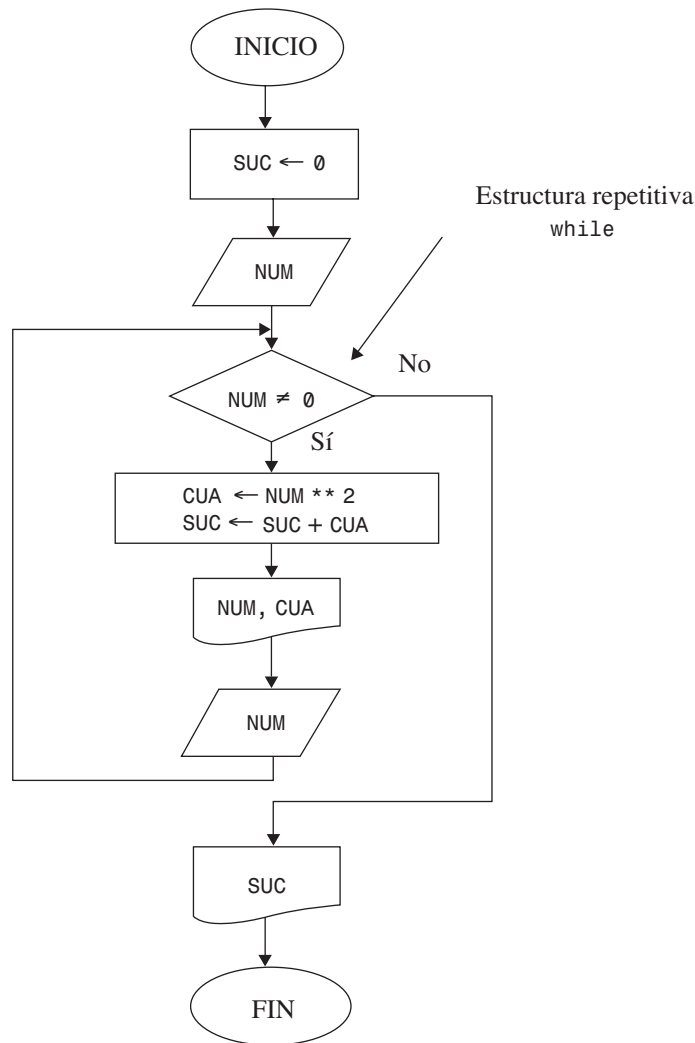 INICIO
SUC ← 0
Estructura repetitiva
while
NUM
No
NUM ≠ 0
Sí
CUA ← NUM ** 2
SUC ← SUC + CUA
NUM, CUA
NUM
SUC
FIN